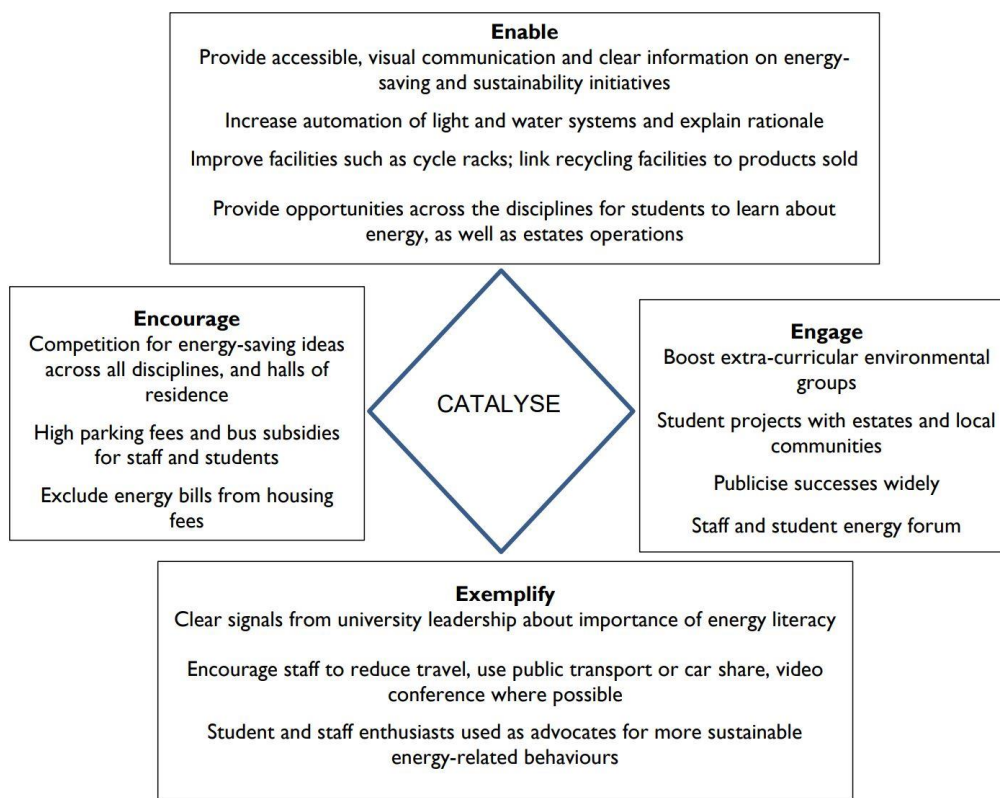 Enable
Provide accessible, visual communication and clear information on energy-
saving and sustainability initiatives
Increase automation of light and water systems and explain rationale
Improve facilities such as cycle racks; link recycling facilities to products sold
Provide opportunities across the disciplines for students to learn about
energy, as well as estates operations
Encourage
Competition for energy-saving ideas
across all disciplines, and halls of
residence
High parking fees and bus subsidies
for staff and students
Exclude energy bills from housing
fees
CATALYSE
Engage
Boost extra-curricular environmental
groups
Student projects with estates and local
communities
Publicise successes widely
Staff and student energy forum
Exemplify
Clear signals from university leadership about importance of energy literacy
Encourage staff to reduce travel, use public transport or car share, video
conference where possible
Student and staff enthusiasts used as advocates for more sustainable
energy-related behaviours